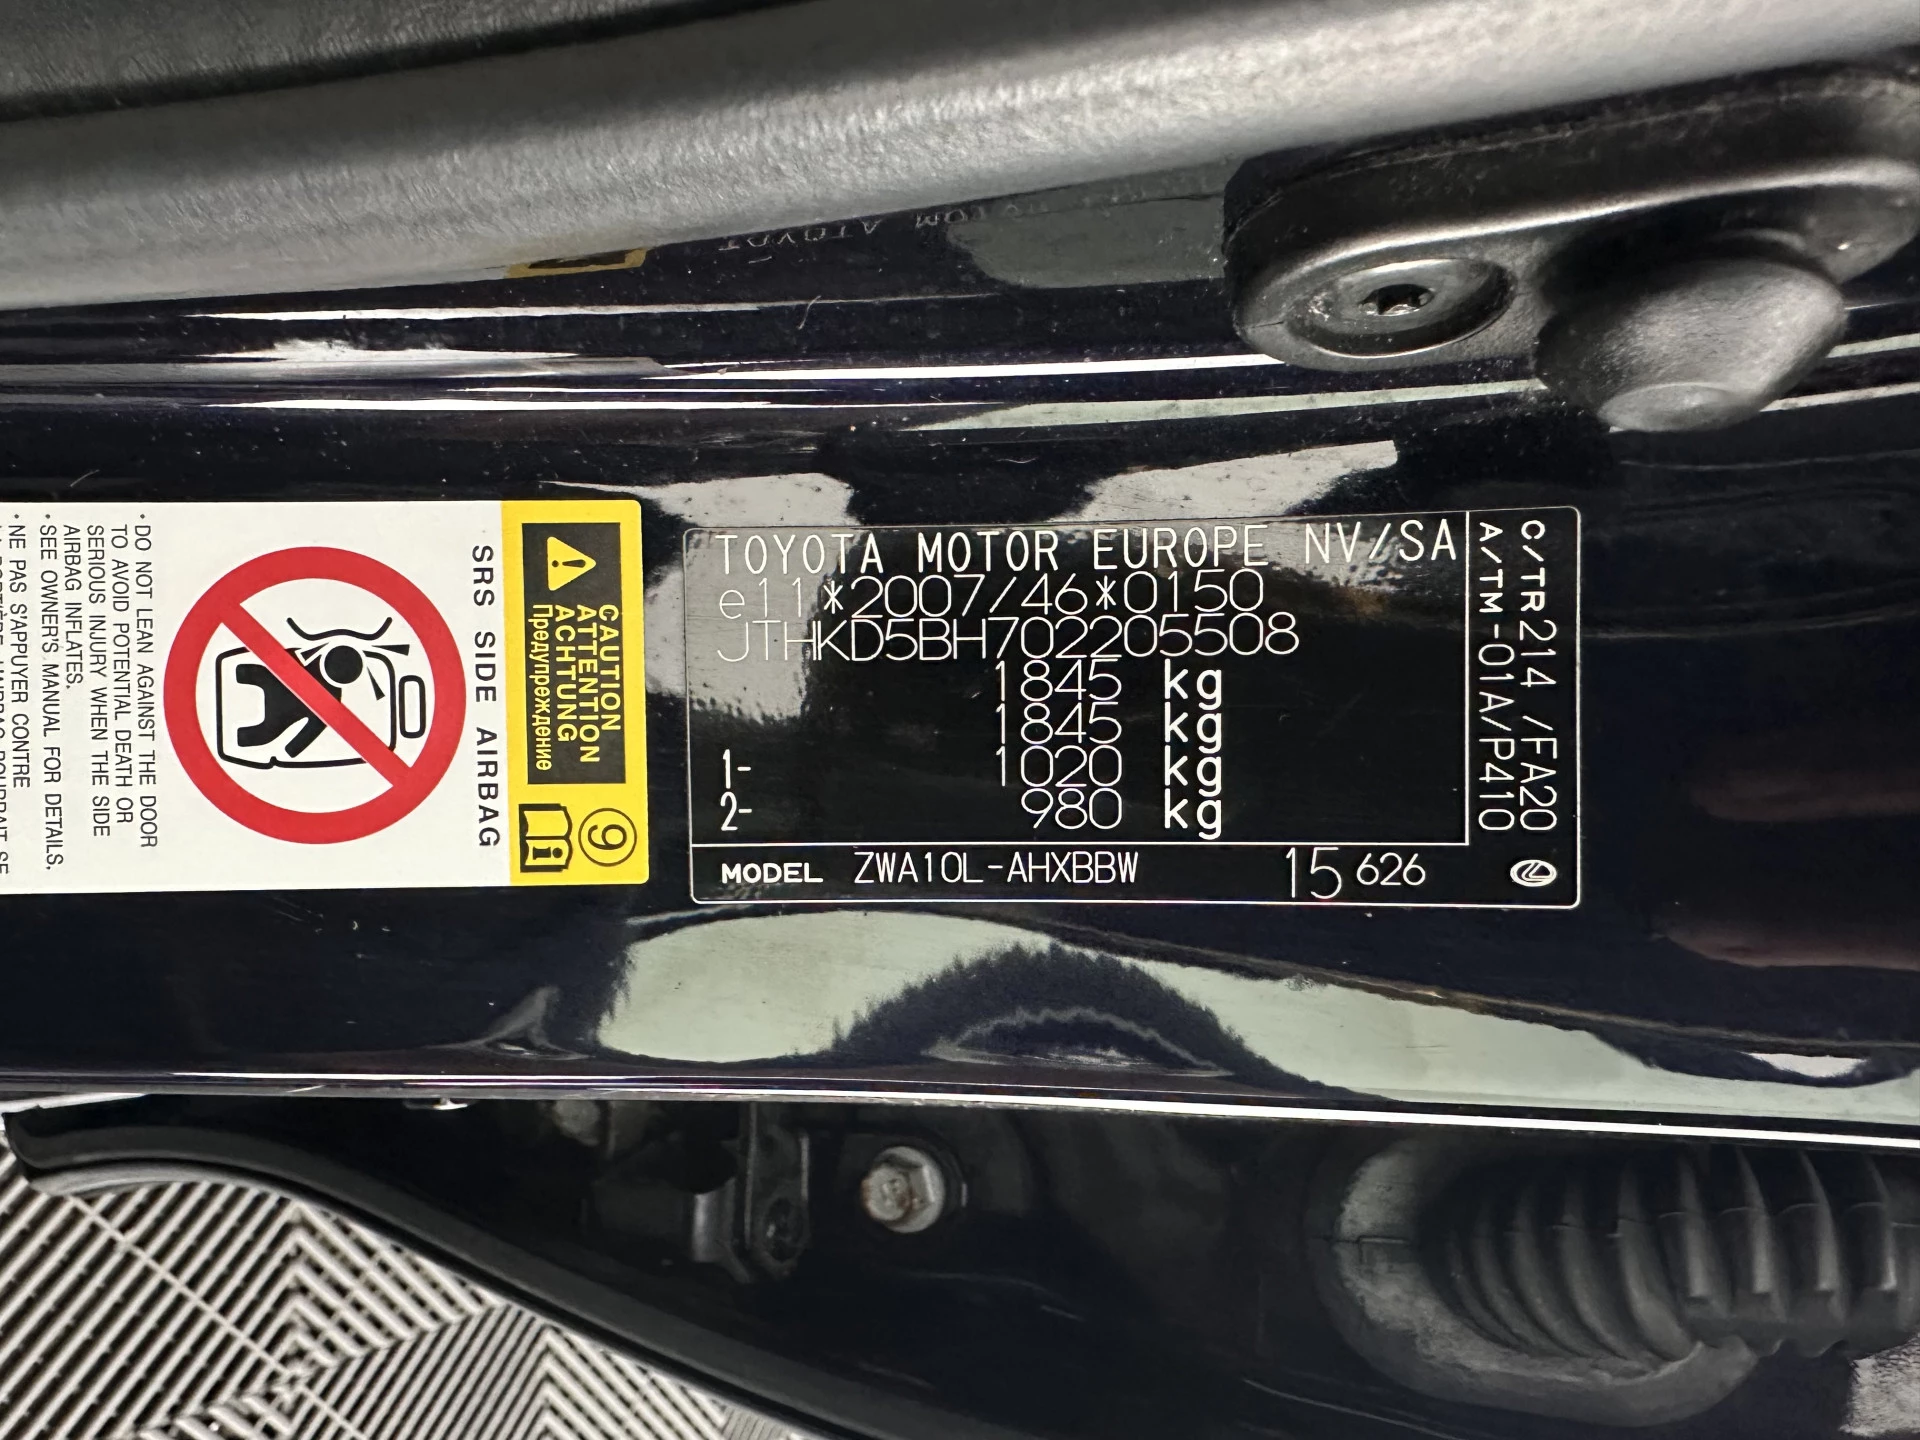 TOYOTA MOTOR EUROPE NV/SA
e11*2007/46*0150
JTHKD5BH702205508
1845 kg
1845 kg
1- 1020 kg
2- 980 kg
MODEL ZWA10L-AHXBBW 15 626
C/TR 214 /FA20
A/TM -01A/P410
CAUTION
ATTENTION
ACHTUNG
Предупреждение
9
i
SRS SIDE AIRBAG
· DO NOT LEAN AGAINST THE DOOR
TO AVOID POTENTIAL DEATH OR
SERIOUS INJURY WHEN THE SIDE
AIRBAG INFLATES.
· SEE OWNER'S MANUAL FOR DETAILS.
· NE PAS S'APPUYER CONTRE